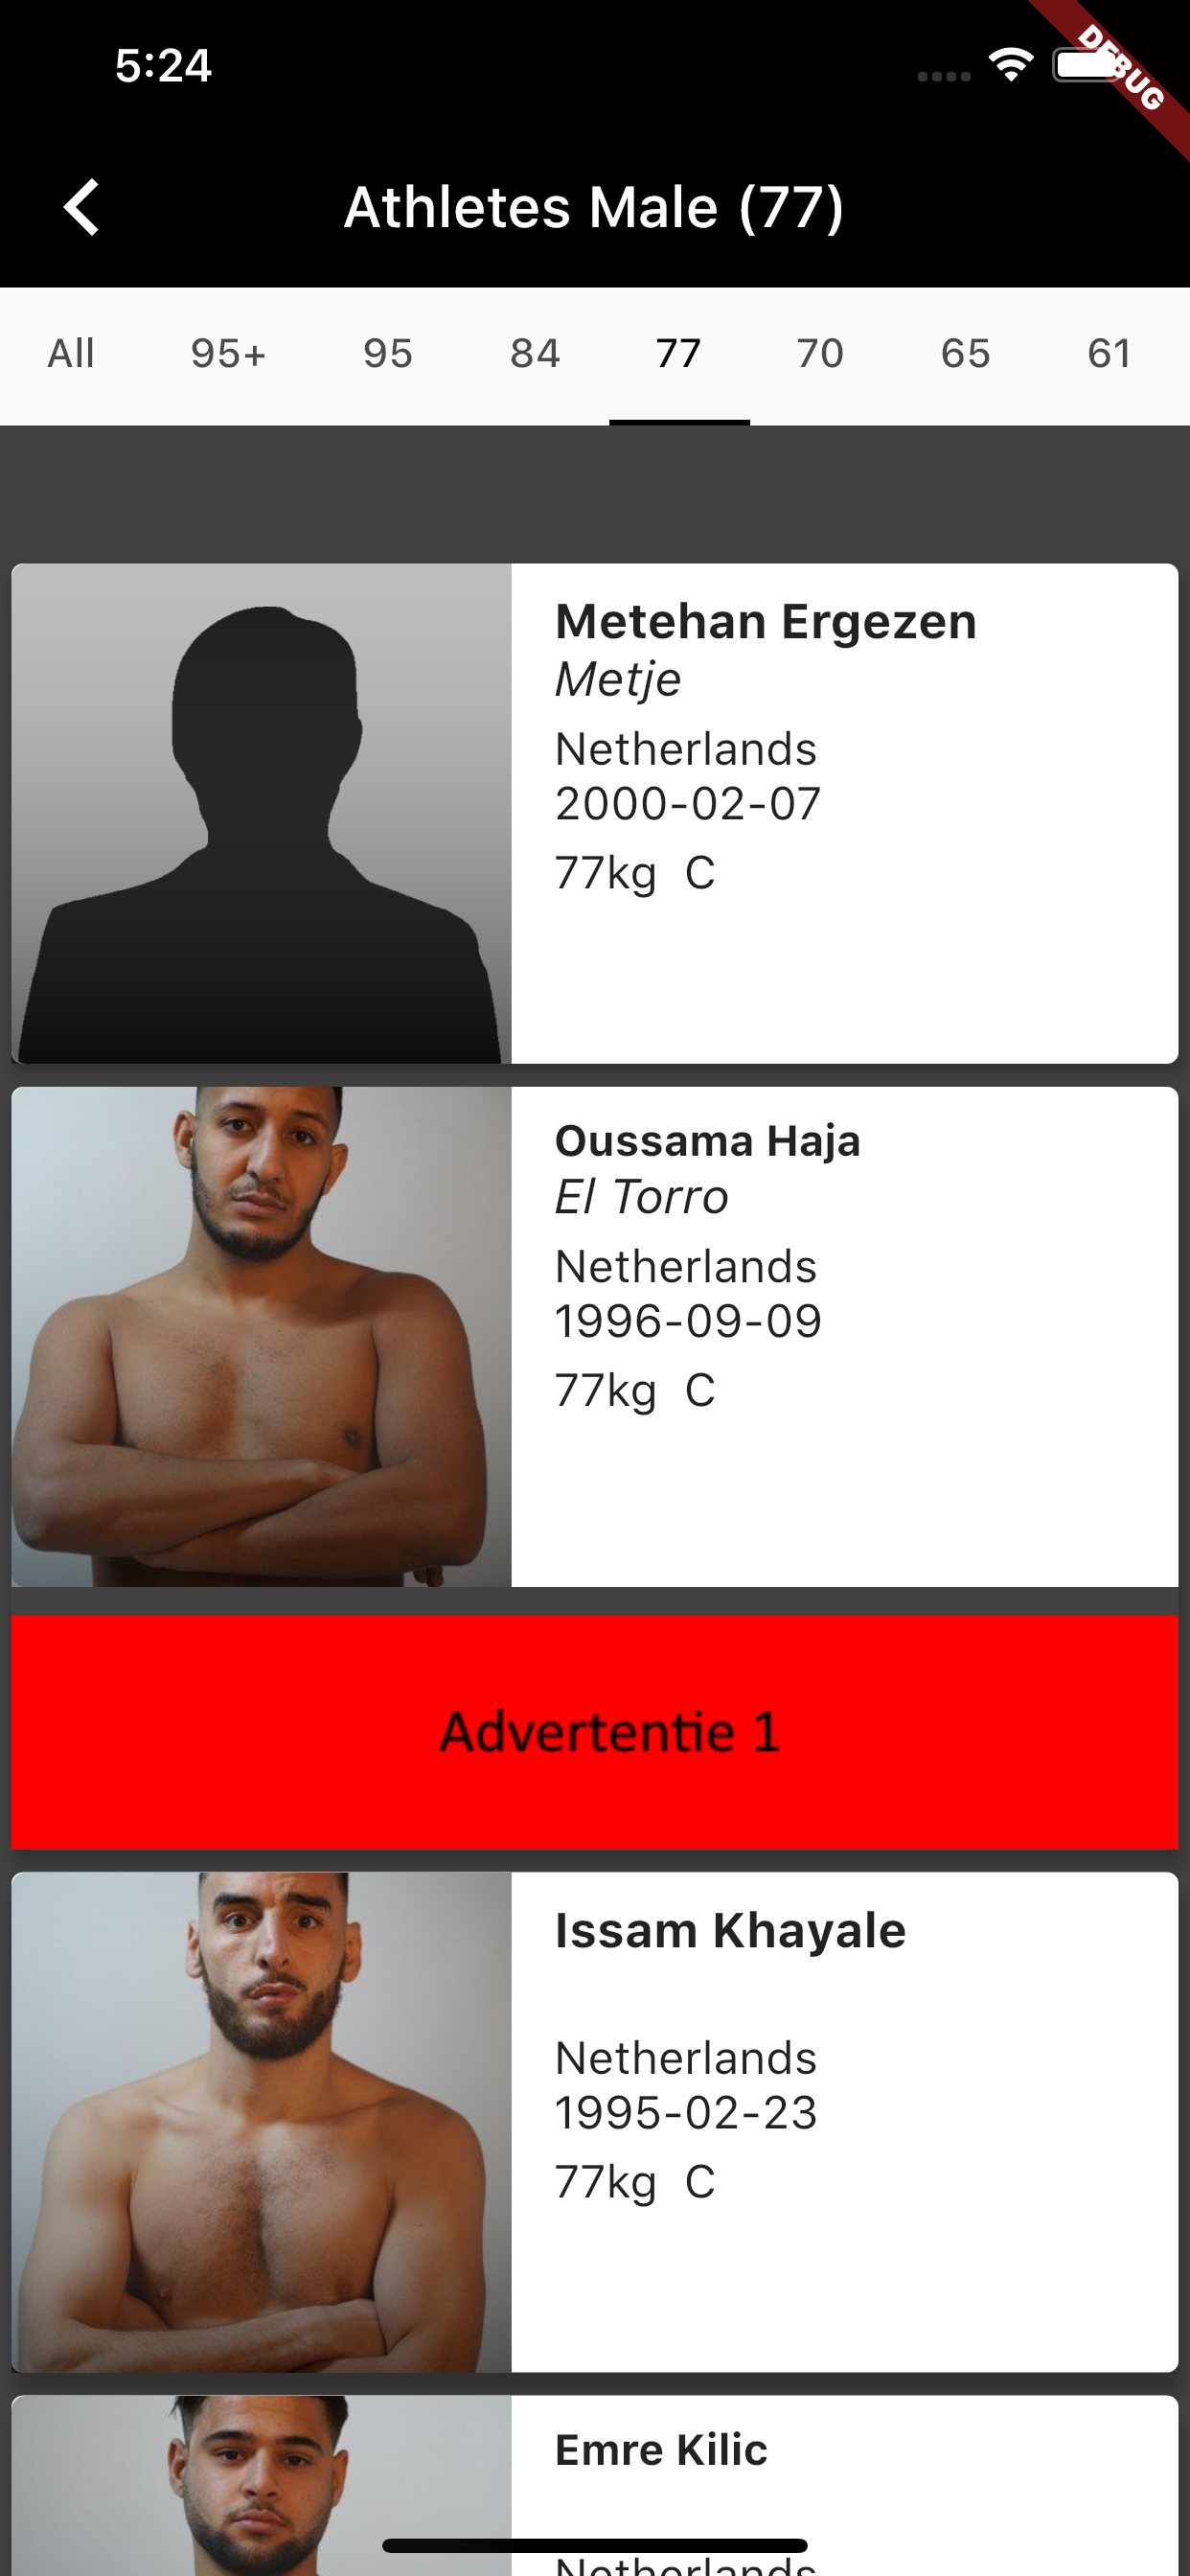 5:24
DEBUG
Athletes Male (77)
All 95+ 95 84 77 70 65 61
Metehan Ergezen
Metje
Netherlands
2000-02-07
77kg C
Oussama Haja
El Torro
Netherlands
1996-09-09
77kg C
Advertentie 1
Issam Khayale
Netherlands
1995-02-23
77kg C
Emre Kilic
Netherlands